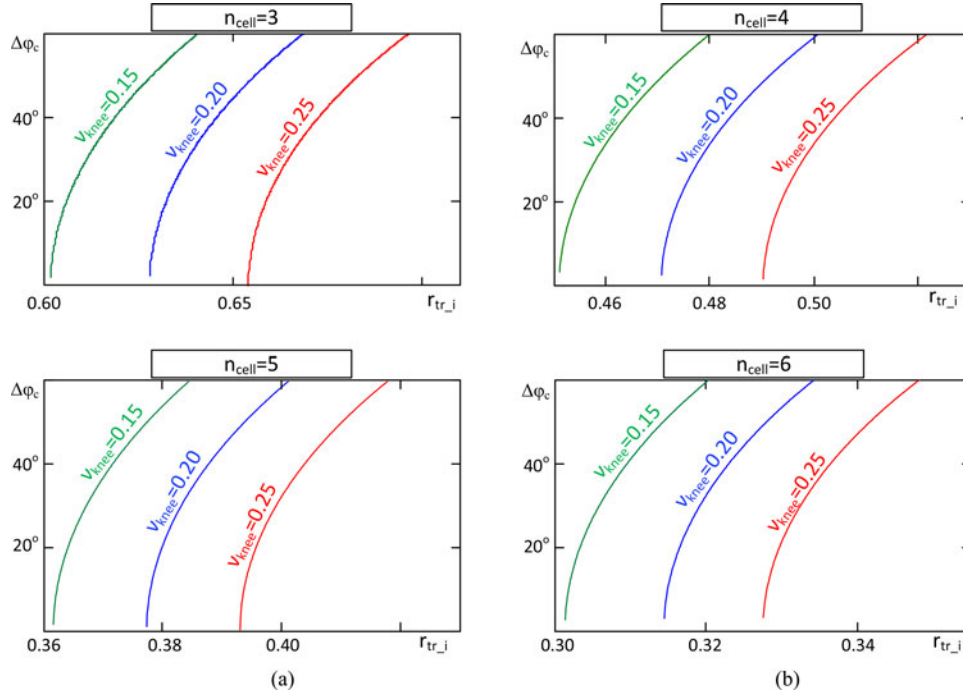 n_cell=3
Δφ_c
40°
20°
v_knee=0.15
v_knee=0.20
v_knee=0.25
0.60
0.65
r_tr_i
n_cell=4
Δφ_c
40°
20°
v_knee=0.15
v_knee=0.20
v_knee=0.25
0.46
0.48
0.50
r_tr_i
n_cell=5
Δφ_c
40°
20°
v_knee=0.15
v_knee=0.20
v_knee=0.25
0.36
0.38
0.40
r_tr_i
n_cell=6
Δφ_c
40°
20°
v_knee=0.15
v_knee=0.20
v_knee=0.25
0.30
0.32
0.34
r_tr_i
(a)
(b)